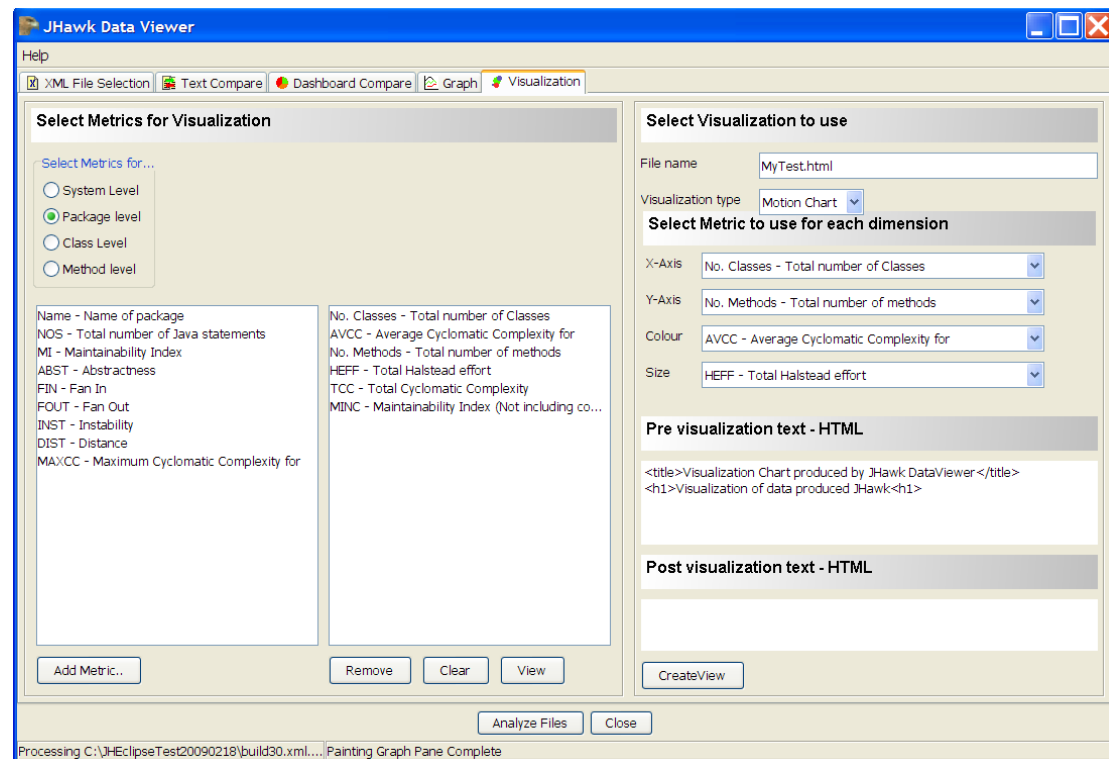 JHawk Data Viewer
Help
XML File Selection
Text Compare
Dashboard Compare
Graph
Visualization
Select Metrics for Visualization
Select Metrics for...
System Level
Package level
Class Level
Method level
Name - Name of package
NOS - Total number of Java statements
MI - Maintainability Index
ABST - Abstractness
FIN - Fan In
FOUT - Fan Out
INST - Instability
DIST - Distance
MAXCC - Maximum Cyclomatic Complexity for
Add Metric..
No. Classes - Total number of Classes
AVCC - Average Cyclomatic Complexity for
No. Methods - Total number of methods
HEFF - Total Halstead effort
TCC - Total Cyclomatic Complexity
MINC - Maintainability Index (Not including co...
Remove
Clear
View
Select Visualization to use
File name
MyTest.html
Visualization type
Motion Chart
Select Metric to use for each dimension
X-Axis
No. Classes - Total number of Classes
Y-Axis
No. Methods - Total number of methods
Colour
AVCC - Average Cyclomatic Complexity for
Size
HEFF - Total Halstead effort
Pre visualization text - HTML
<title>Visualization Chart produced by JHawk DataViewer</title>
<h1>Visualization of data produced JHawk<h1>
Post visualization text - HTML
CreateView
Analyze Files
Close
Processing C:\JHEclipseTest20090218\build30.xml....
Painting Graph Pane Complete